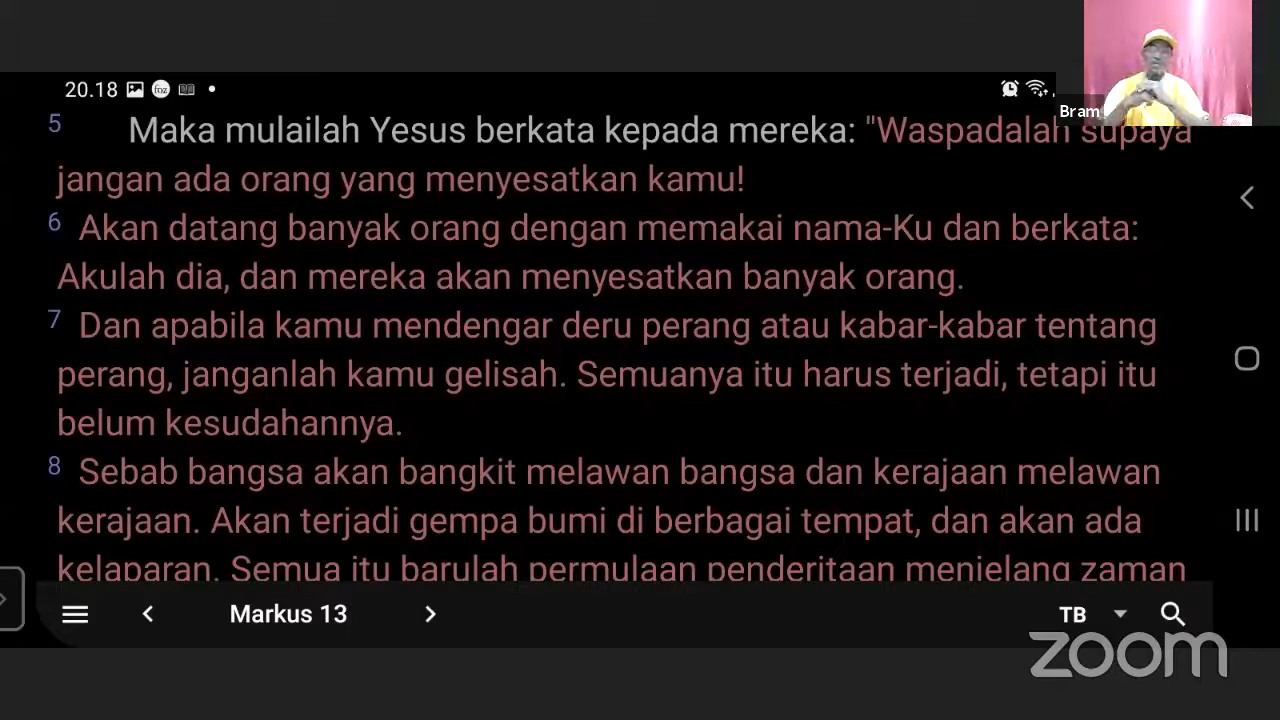 20.18
Bram
5 Maka mulailah Yesus berkata kepada mereka: "Waspadalah supaya
jangan ada orang yang menyesatkan kamu!
6 Akan datang banyak orang dengan memakai nama-Ku dan berkata:
Akulah dia, dan mereka akan menyesatkan banyak orang.
7 Dan apabila kamu mendengar deru perang atau kabar-kabar tentang
perang, janganlah kamu gelisah. Semuanya itu harus terjadi, tetapi itu
belum kesudahannya.
8 Sebab bangsa akan bangkit melawan bangsa dan kerajaan melawan
kerajaan. Akan terjadi gempa bumi di berbagai tempat, dan akan ada
kelaparan. Semua itu barulah permulaan penderitaan menjelang zaman
Markus 13 TB
zoom